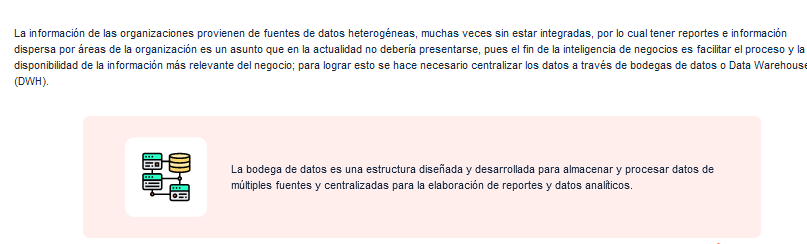 La información de las organizaciones provienen de fuentes de datos heterogéneas, muchas veces sin estar integradas, por lo cual tener reportes e información
dispersa por áreas de la organización es un asunto que en la actualidad no debería presentarse, pues el fin de la inteligencia de negocios es facilitar el proceso y la
disponibilidad de la información más relevante del negocio; para lograr esto se hace necesario centralizar los datos a través de bodegas de datos o Data Warehouse
(DWH).
La bodega de datos es una estructura diseñada y desarrollada para almacenar y procesar datos de
múltiples fuentes y centralizadas para la elaboración de reportes y datos analíticos.